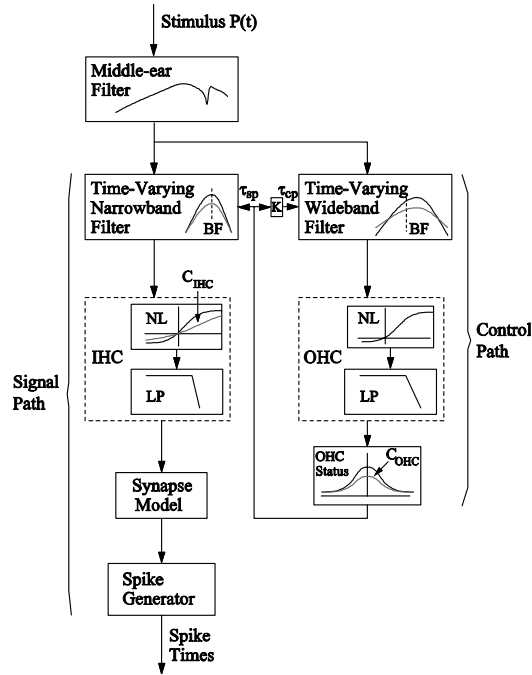 Stimulus P(t)
Middle-ear
Filter
Time-Varying
Narrowband
Filter
BF
τsp
K
τcp
Time-Varying
Wideband
Filter
BF
CIHC
NL
IHC
LP
NL
OHC
LP
Control
Path
Signal
Path
OHC
Status
COHC
Synapse
Model
Spike
Generator
Spike
Times